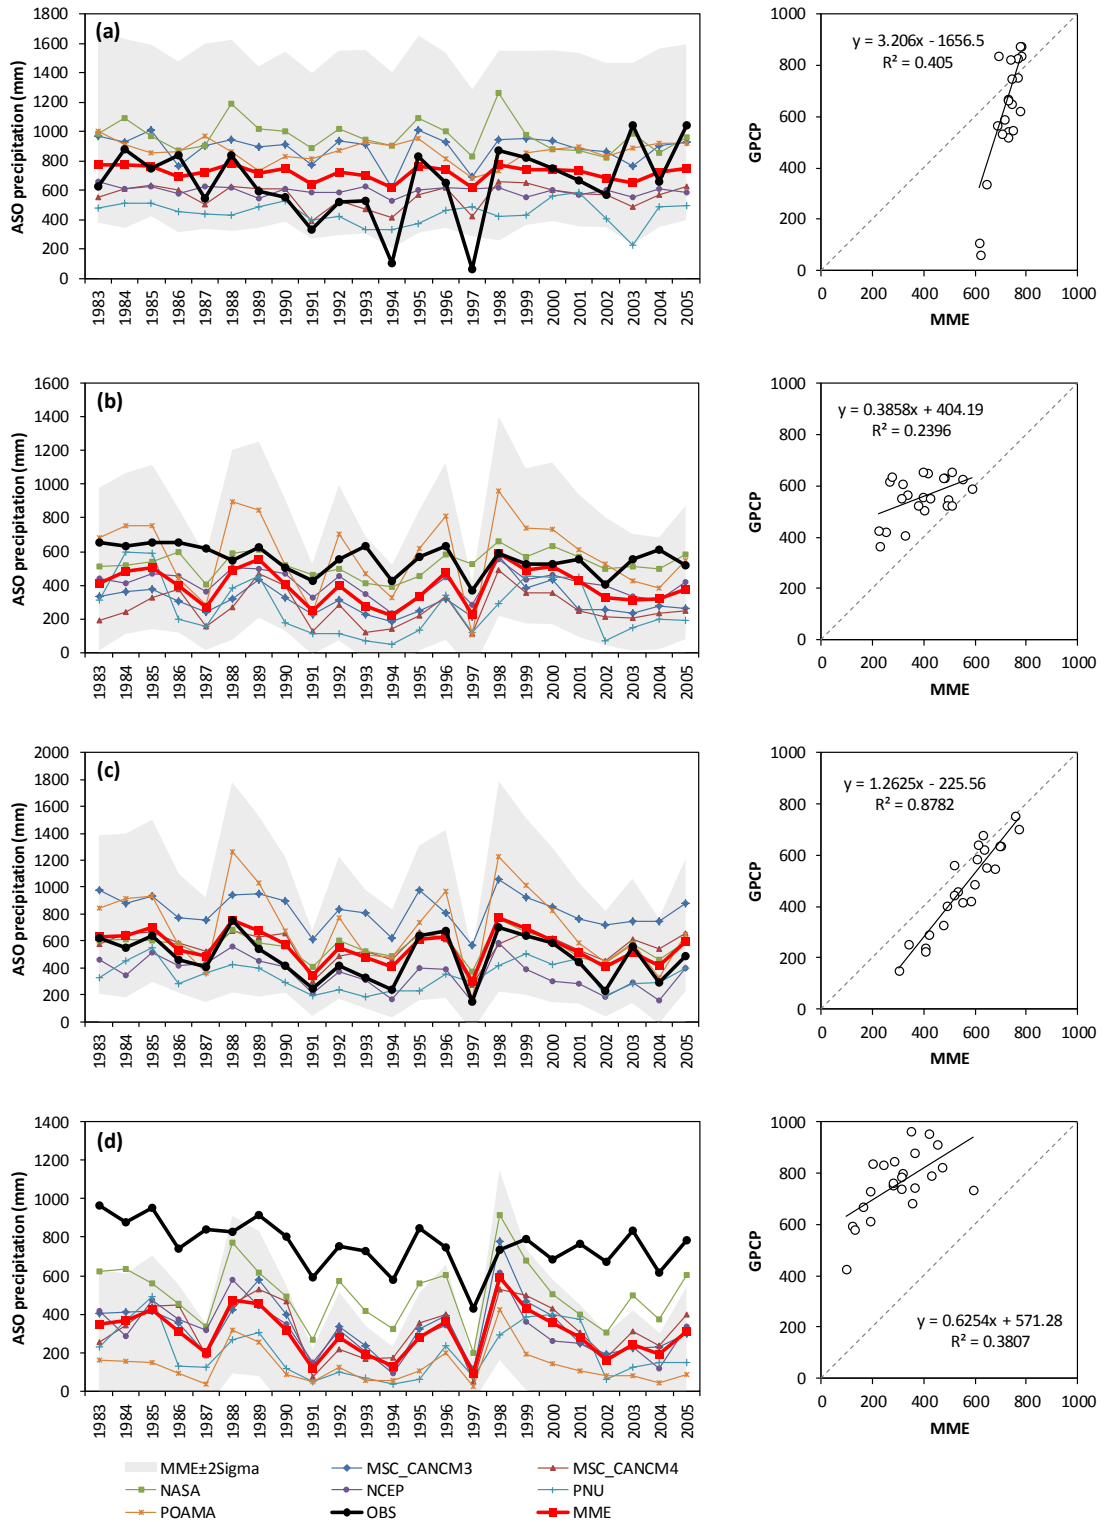 (a)
ASO precipitation (mm)
1800
1600
1400
1200
1000
800
600
400
200
0
1983 1984 1985 1986 1987 1988 1989 1990 1991 1992 1993 1994 1995 1996 1997 1998 1999 2000 2001 2002 2003 2004 2005
y = 3.206x - 1656.5
R² = 0.405
GPCP
1000
800
600
400
200
0
0 200 400 600 800 1000
MME
(b)
ASO precipitation (mm)
1600
1400
1200
1000
800
600
400
200
0
1983 1984 1985 1986 1987 1988 1989 1990 1991 1992 1993 1994 1995 1996 1997 1998 1999 2000 2001 2002 2003 2004 2005
y = 0.3858x + 404.19
R² = 0.2396
GPCP
1000
800
600
400
200
0
0 200 400 600 800 1000
MME
(c)
ASO precipitation (mm)
2000
1800
1600
1400
1200
1000
800
600
400
200
0
1983 1984 1985 1986 1987 1988 1989 1990 1991 1992 1993 1994 1995 1996 1997 1998 1999 2000 2001 2002 2003 2004 2005
y = 1.2625x - 225.56
R² = 0.8782
GPCP
1000
800
600
400
200
0
0 200 400 600 800 1000
MME
(d)
ASO precipitation (mm)
1400
1200
1000
800
600
400
200
0
1983 1984 1985 1986 1987 1988 1989 1990 1991 1992 1993 1994 1995 1996 1997 1998 1999 2000 2001 2002 2003 2004 2005
GPCP
1000
800
600
400
200
0
y = 0.6254x + 571.28
R² = 0.3807
0 200 400 600 800 1000
MME
MME±2Sigma MSC_CANCM3 MSC_CANCM4
NASA NCEP PNU
POAMA OBS MME